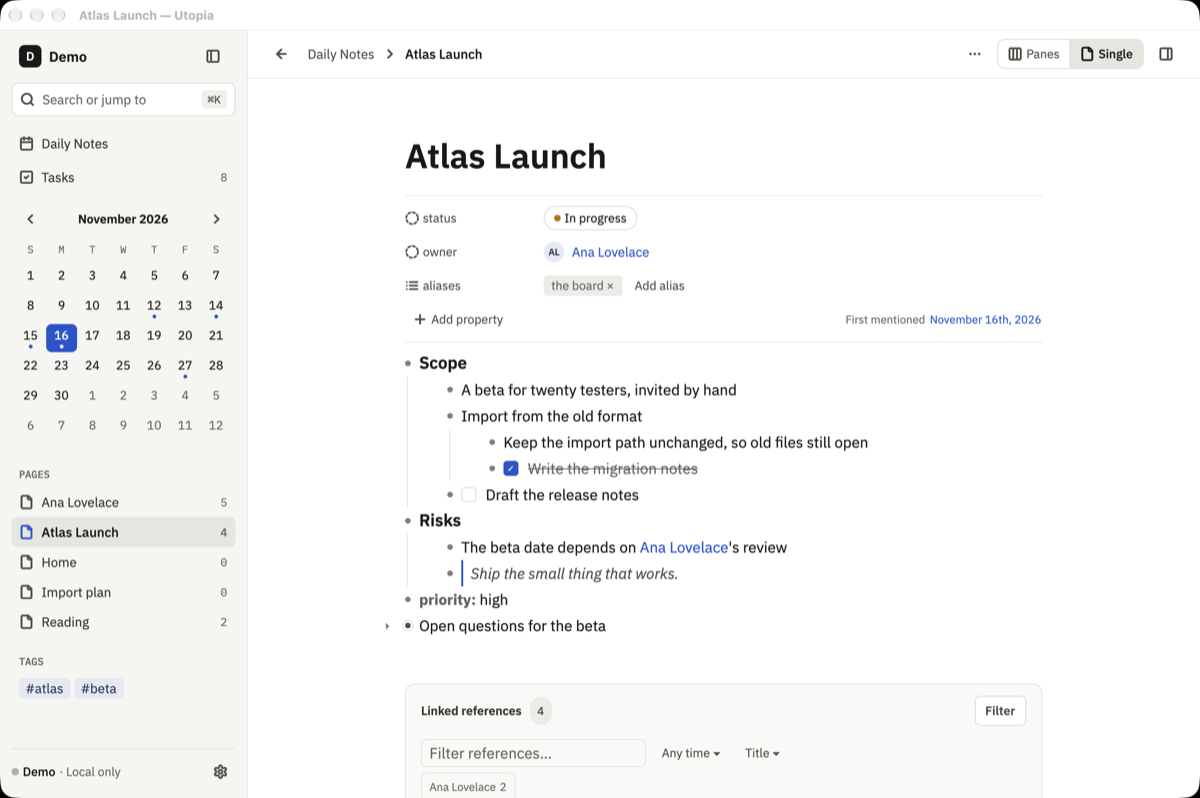 Atlas Launch — Utopia
D Demo
Search or jump to ⌘K
Daily Notes
Tasks 8
November 2026
S M T W T F S
1 2 3 4 5 6 7
8 9 10 11 12 13 14
15 16 17 18 19 20 21
22 23 24 25 26 27 28
29 30 1 2 3 4 5
6 7 8 9 10 11 12
PAGES
Ana Lovelace 5
Atlas Launch 4
Home 0
Import plan 0
Reading 2
TAGS
#atlas #beta
Demo · Local only
Daily Notes > Atlas Launch
... Panes Single
Atlas Launch
status In progress
owner AL Ana Lovelace
aliases the board × Add alias
+ Add property First mentioned November 16th, 2026
• Scope
• A beta for twenty testers, invited by hand
• Import from the old format
• Keep the import path unchanged, so old files still open
• Write the migration notes
• Draft the release notes
• Risks
• The beta date depends on Ana Lovelace's review
• Ship the small thing that works.
• priority: high
• Open questions for the beta
Linked references 4 Filter
Filter references... Any time Title
Ana Lovelace 2